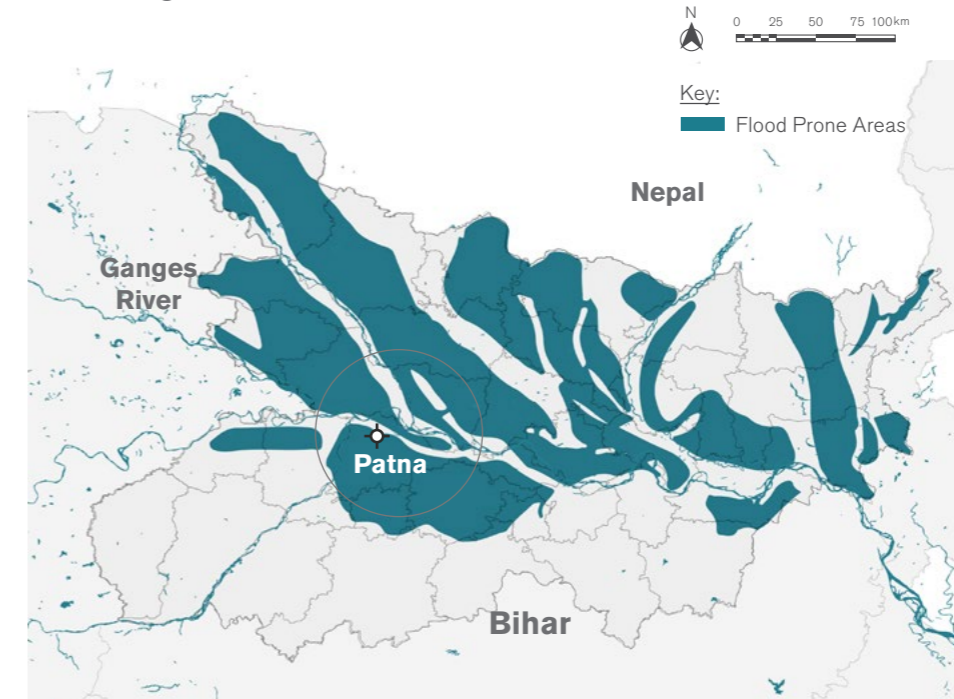 N
0 25 50 75 100km
Key:
Flood Prone Areas
Nepal
Ganges
River
Patna
Bihar